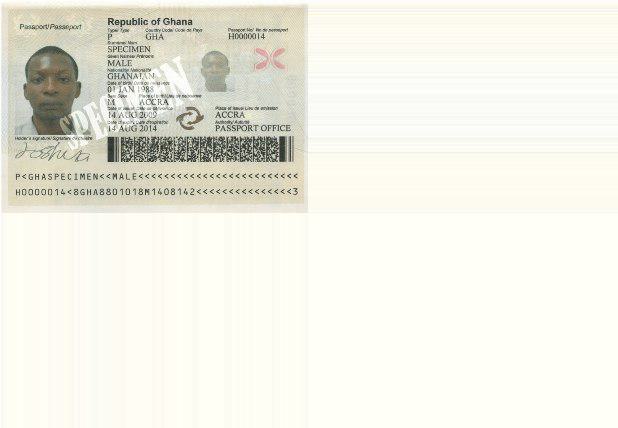 Republic of Ghana
Passport/Passeport
Type/ Type Country Code/ Code de Pays Passport No/ No de passeport
P GHA H0000014
Surname/ Nom
SPECIMEN
Given Names/ Prénoms
MALE
Nationality/ Nationalité
GHANAIAN
Date of birth/ Date de naissance
01 JAN 1988
Sex/ Sexe Place of birth/ Lieu de naissance
M ACCRA
Date of issue/ Date de délivrance Place of issue/ Lieu de emission
14 AUG 2009 ACCRA
Date of expiry/ Date d'expiration Authority/ Autorité
14 AUG 2014 PASSPORT OFFICE
Holder's signature/ Signature du titulaire
SPECIMEN
P<GHASPECIMEN<<MALE<<<<<<<<<<<<<<<<<<<<<<<<<
H0000014<8GHA8801018M1408142<<<<<<<<<<<<<<<3